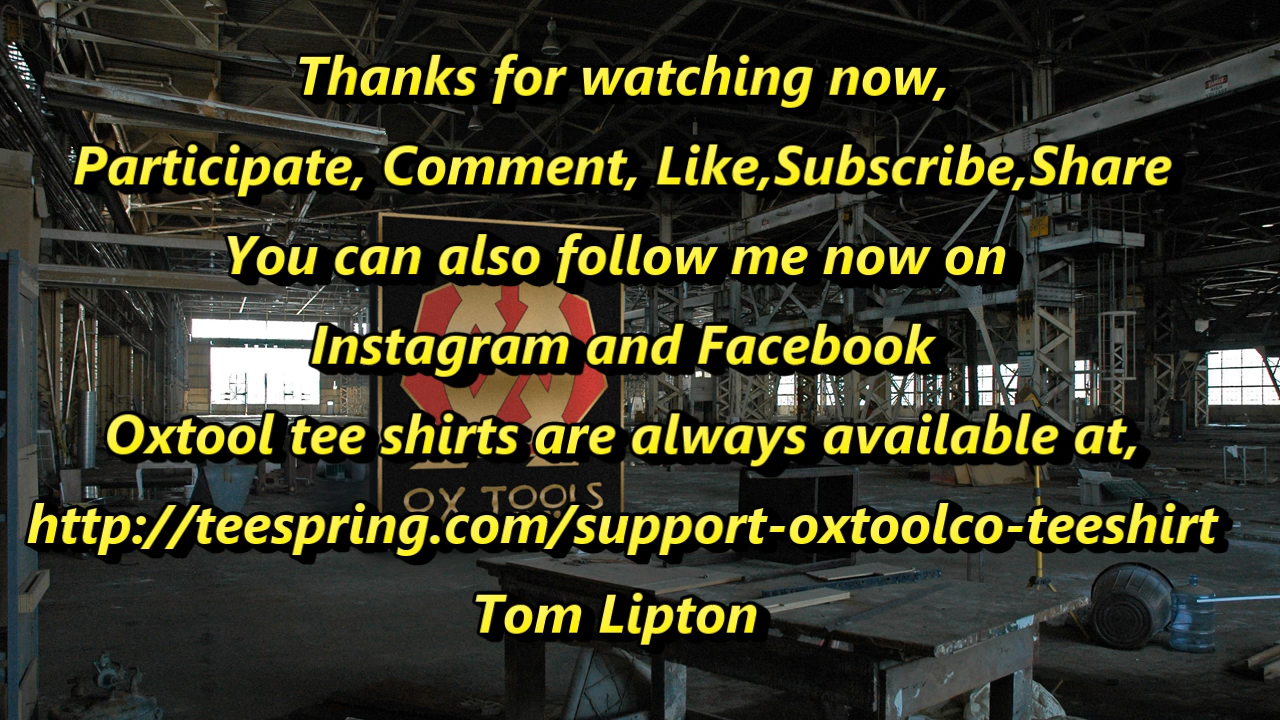 Thanks for watching now,
Participate, Comment, Like,Subscribe,Share
You can also follow me now on
Instagram and Facebook
Oxtool tee shirts are always available at,
OX TOOLS
http://teespring.com/support-oxtoolco-teeshirt
Tom Lipton